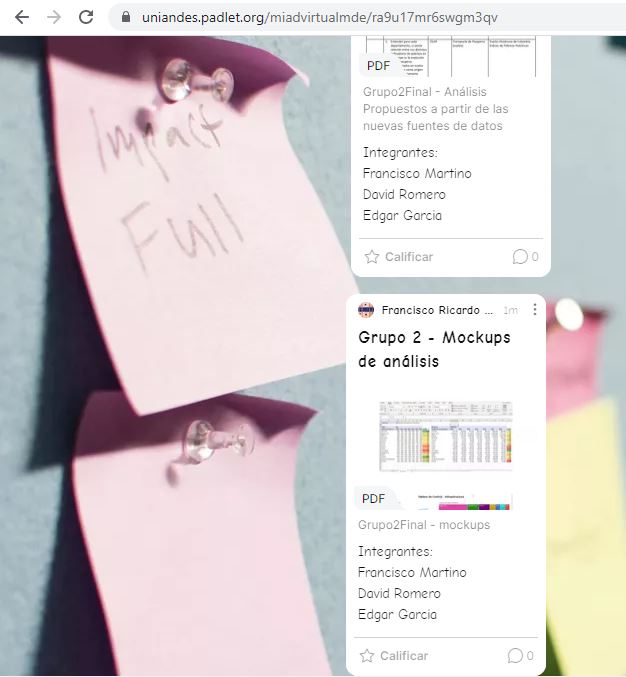 uniandes.padlet.org/miadvirtualmde/ra9u17mr6swgm3qv
Impact
Full
PDF
Grupo2Final - Análisis
Propuestos a partir de las
nuevas fuentes de datos
Integrantes:
Francisco Martino
David Romero
Edgar Garcia
Calificar
0
Francisco Ricardo ...
1m
Grupo 2 - Mockups
de análisis
PDF
Grupo2Final - mockups
Integrantes:
Francisco Martino
David Romero
Edgar Garcia
Calificar
0